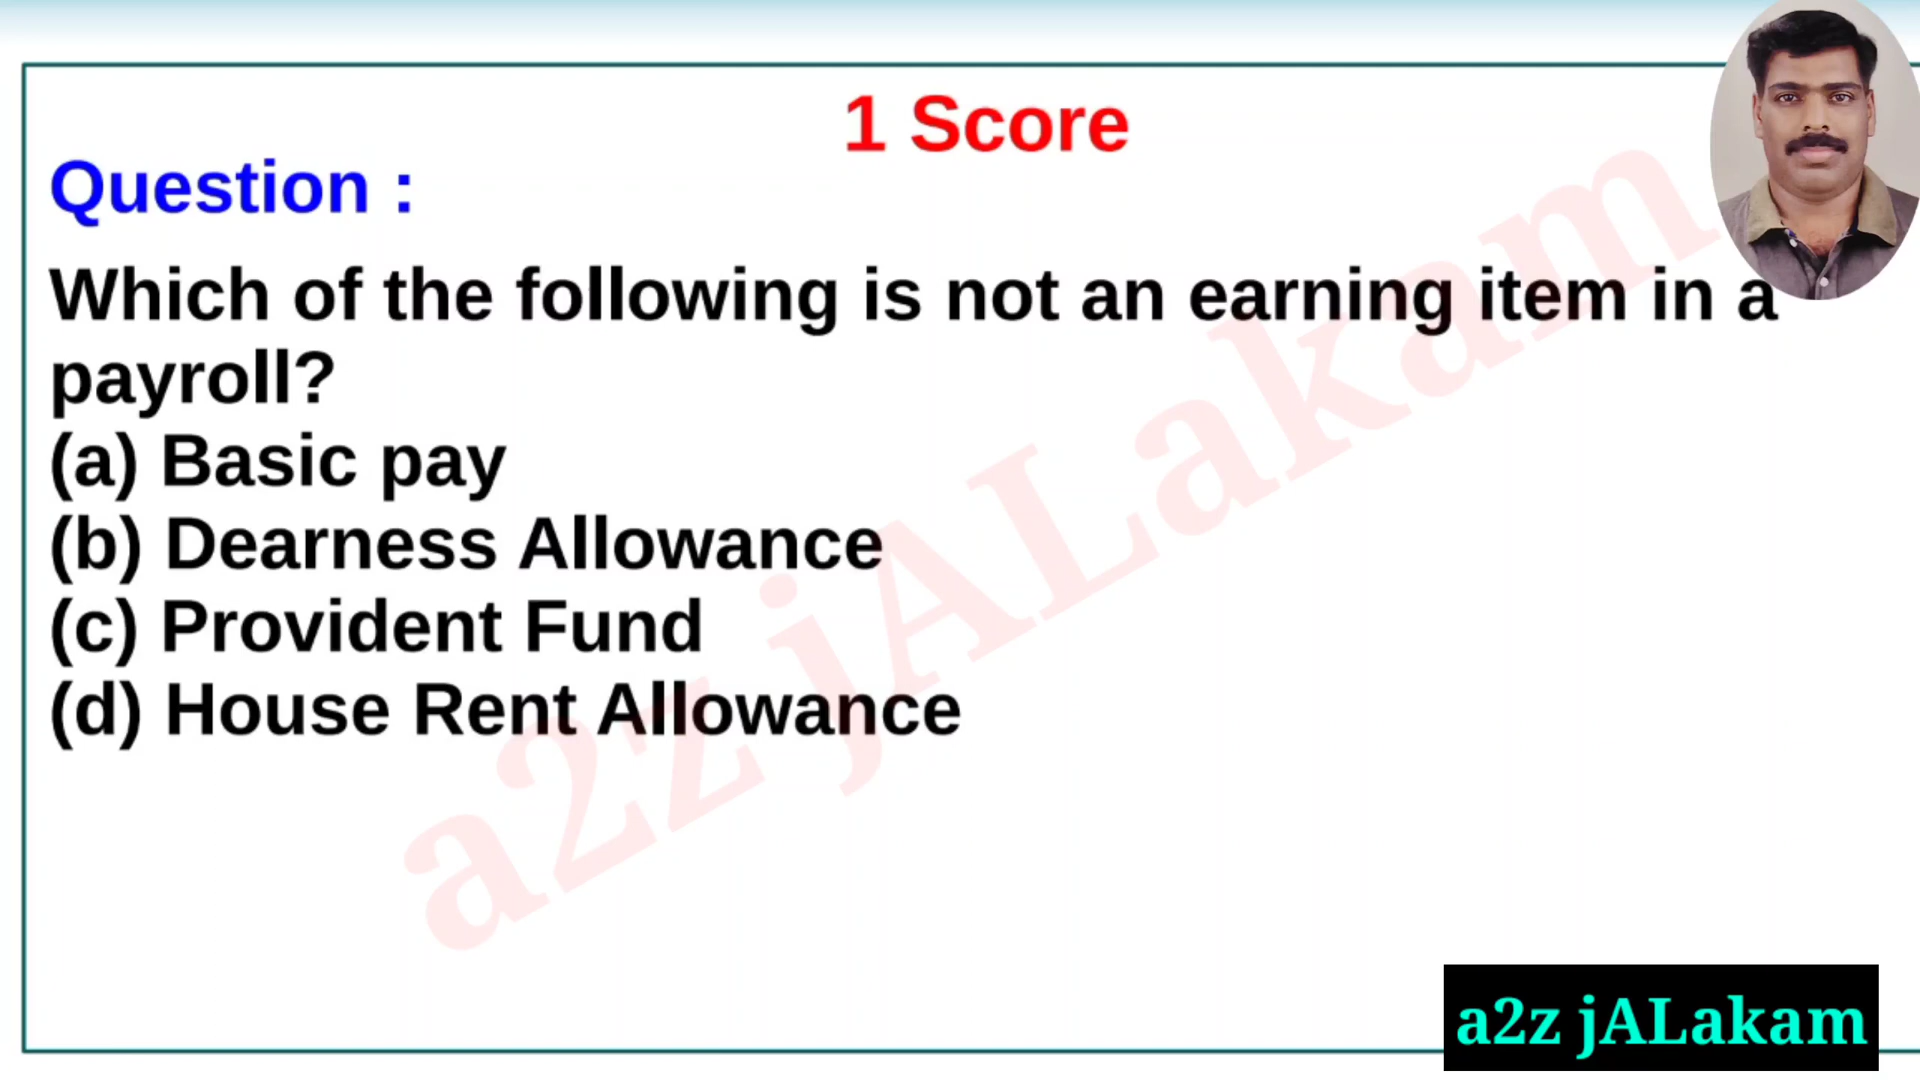 1 Score
Question :
Which of the following is not an earning item in a
payroll?
(a) Basic pay
(b) Dearness Allowance
(c) Provident Fund
(d) House Rent Allowance
a2z jALakam
a2z jALakam